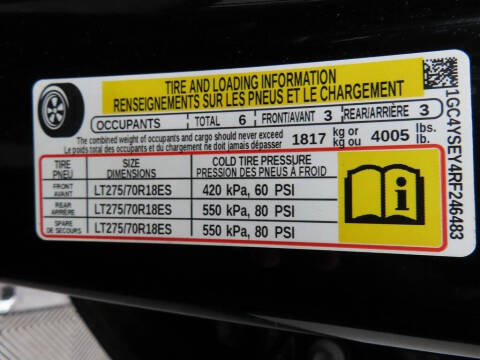 TIRE AND LOADING INFORMATION
RENSEIGNEMENTS SUR LES PNEUS ET LE CHARGEMENT
OCCUPANTS TOTAL 6 FRONT/AVANT 3 REAR/ARRIÈRE 3
The combined weight of occupants and cargo should never exceed 1817 kg or 4005 lbs.
Le poids total des occupants et du chargement ne doit jamais dépasser kg ou lb.
TIRE SIZE COLD TIRE PRESSURE
PNEU DIMENSIONS PRESSION DES PNEUS À FROID
FRONT
AVANT LT275/70R18ES 420 kPa, 60 PSI
REAR
ARRIÈRE LT275/70R18ES 550 kPa, 80 PSI
SPARE
DE SECOURS LT275/70R18ES 550 kPa, 80 PSI
1GC4YSEY4RF246483